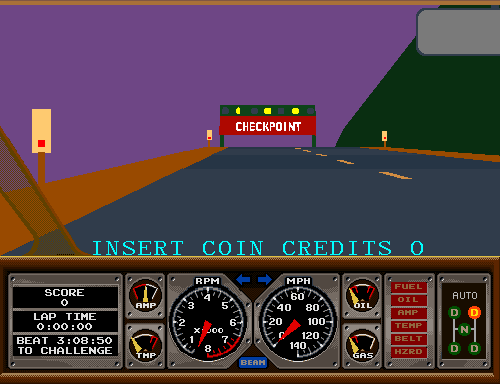 CHECKPOINT
INSERT COIN CREDITS 0
SCORE
0
LAP TIME
0:00:00
BEAT 3:08:50
TO CHALLENGE
AMP
TMP
RPM
1 2 3 4 5 6 7 8
X1000
BEAM
MPH
0 20 40 60 80 100 120 140
OIL
GAS
FUEL
OIL
AMP
TEMP
BELT
HZRD
AUTO
D D
N
D D